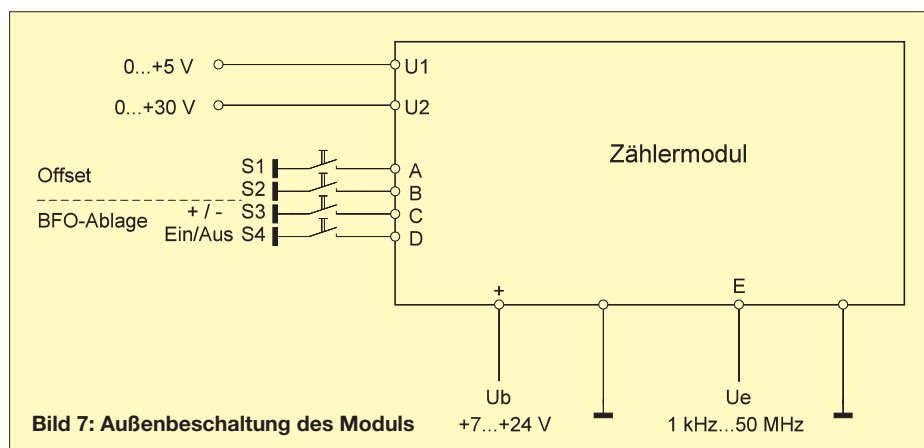 0...+5 V U1
0...+30 V U2
Zählermodul
Offset S1 A
S2 B
BFO-Ablage + / - S3 C
Ein/Aus S4 D
+ E
Ub Ue
+7...+24 V 1 kHz...50 MHz
Bild 7: Außenbeschaltung des Moduls